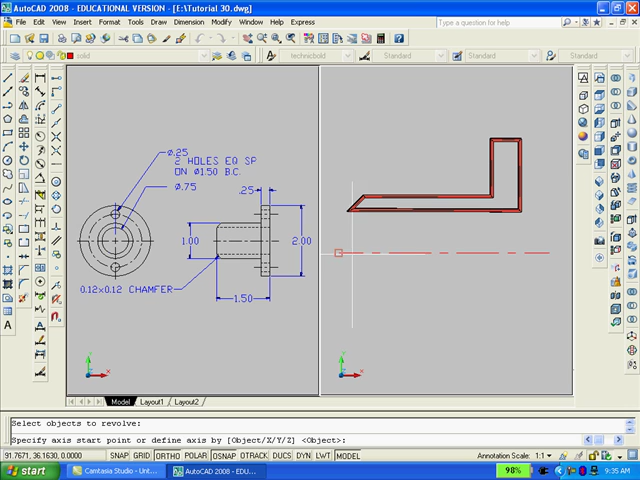 AutoCAD 2008 - EDUCATIONAL VERSION - [E:\Tutorial 30.dwg]
File Edit View Insert Format Tools Draw Dimension Modify Window Help Express
Type a question for help
solid
technicbold
Standard
Standard
Ø.25
2 HOLES EQ SP
ON Ø1.50 B.C.
Ø.75
.25
1.00
2.00
0.12×0.12 CHAMFER
1.50
Y
X
Y
X
Model Layout1 Layout2
Select objects to revolve:
Specify axis start point or define axis by [Object/X/Y/Z] <Object>:
91.7671, 36.1630, 0.0000
SNAP GRID ORTHO POLAR OSNAP OTRACK DUCS DYN LWT MODEL
Annotation Scale: 1:1
start
Camtasia Studio - Unt...
AutoCAD 2008 - EDU...
98%
9:35 AM